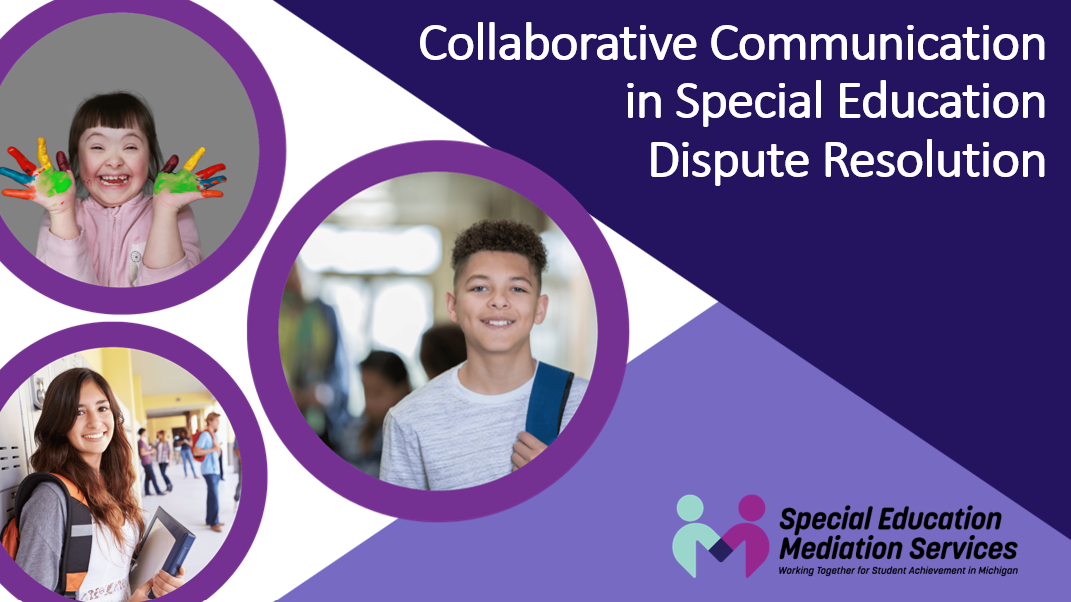 Collaborative Communication
in Special Education
Dispute Resolution
Special Education
Mediation Services
Working Together for Student Achievement in Michigan